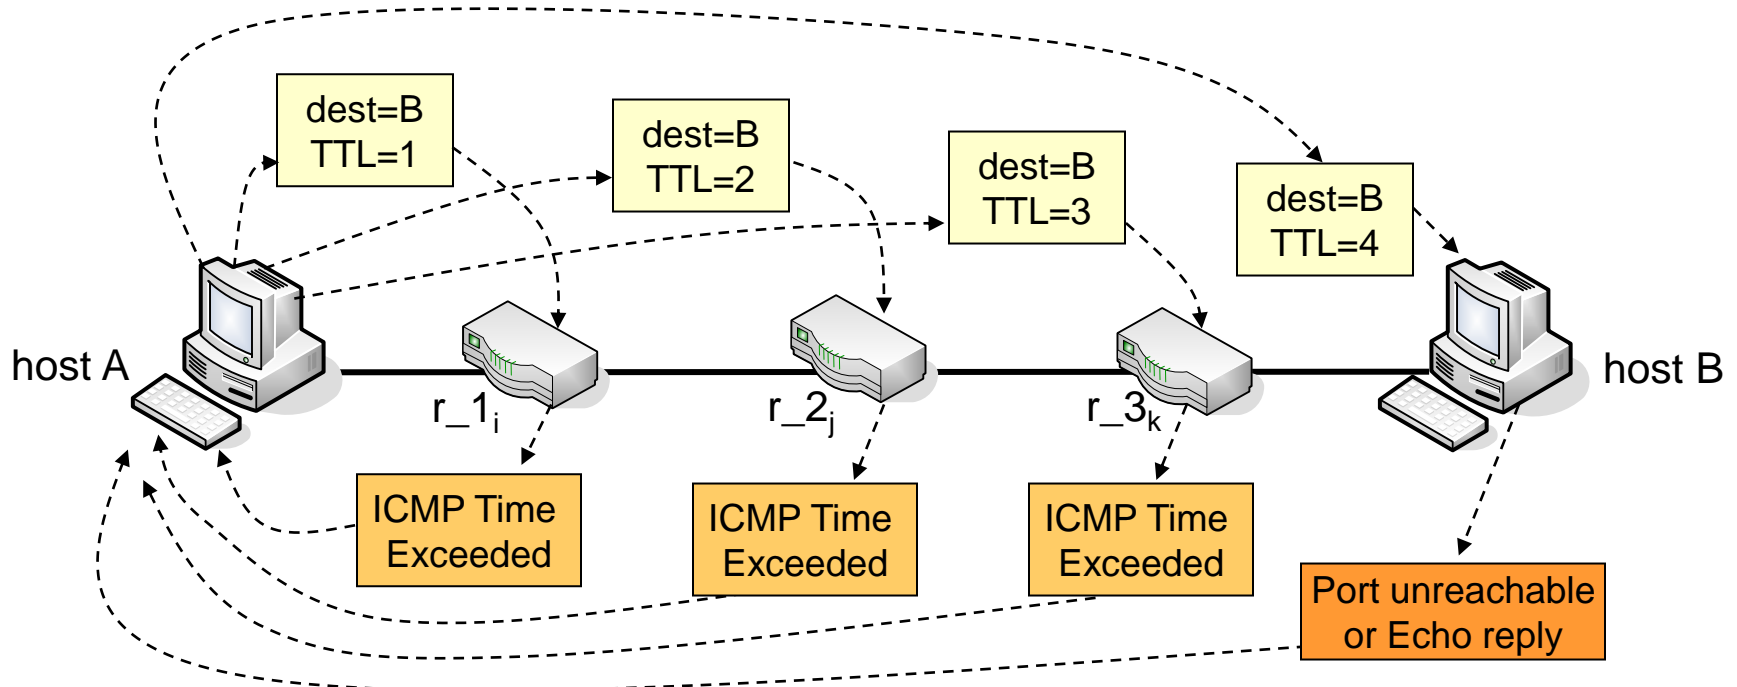 dest=B
TTL=1
dest=B
TTL=2
dest=B
TTL=3
dest=B
TTL=4
host A
host B
r_1i
r_2j
r_3k
ICMP Time
Exceeded
ICMP Time
Exceeded
ICMP Time
Exceeded
Port unreachable
or Echo reply